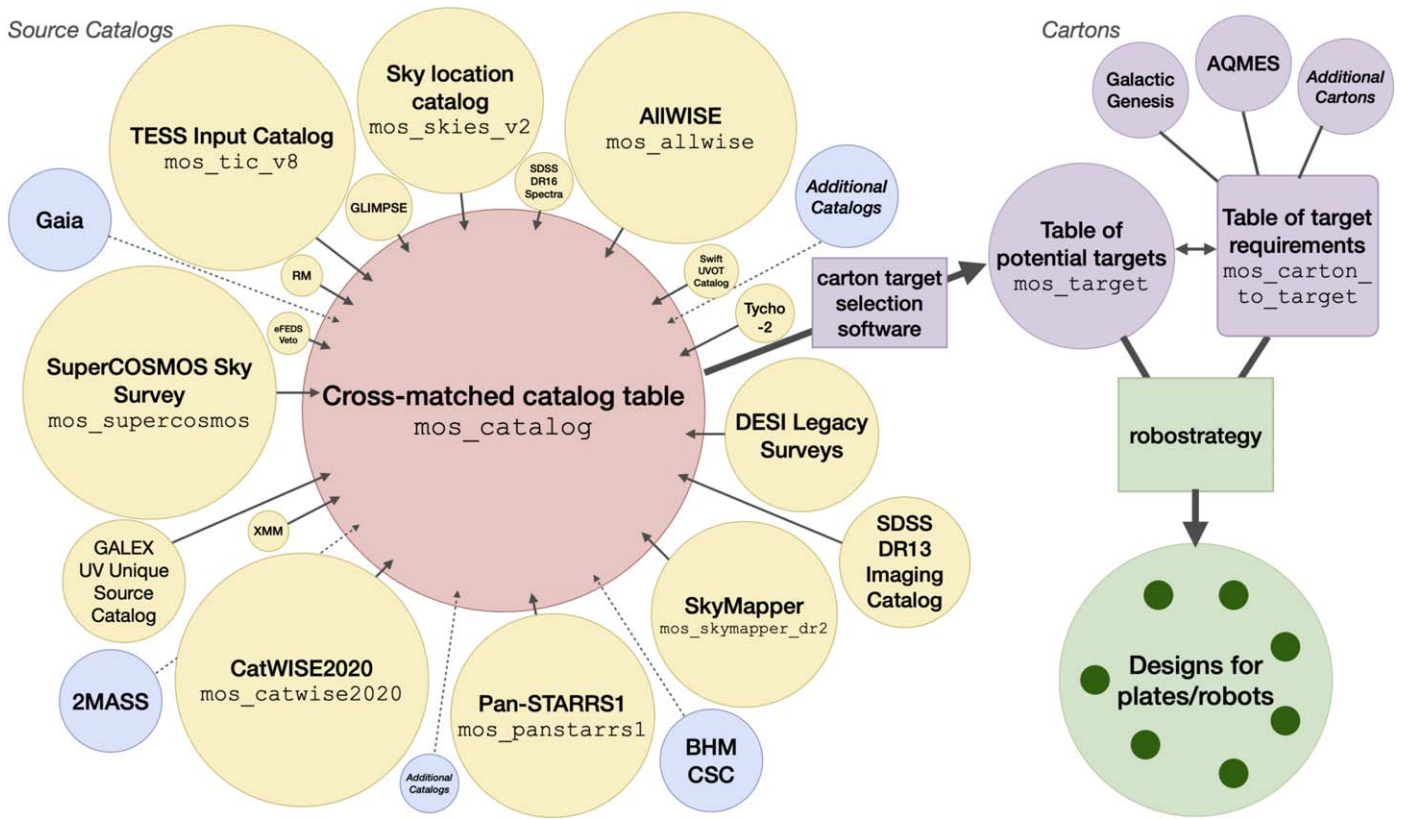 Source Catalogs
Cartons
TESS Input Catalog
mos_tic_v8
Sky location
catalog
mos_skies_v2
AllWISE
mos_allwise
SDSS
DR16
Spectra
GLIMPSE
Gaia
Additional
Catalogs
RM
Swift
UVOT
Catalog
Tycho
-2
eFEDS
Veto
SuperCOSMOS Sky
Survey
mos_supercosmos
Cross-matched catalog table
mos_catalog
DESI Legacy
Surveys
GALEX
UV Unique
Source
Catalog
XMM
SDSS
DR13
Imaging
Catalog
SkyMapper
mos_skymapper_dr2
2MASS
CatWISE2020
mos_catwise2020
Pan-STARRS1
mos_panstarrs1
Additional
Catalogs
BHM
CSC
carton target
selection
software
Galactic
Genesis
AQMES
Additional
Cartons
Table of
potential targets
mos_target
Table of target
requirements
mos_carton_
to_target
robostrategy
Designs for
plates/robots